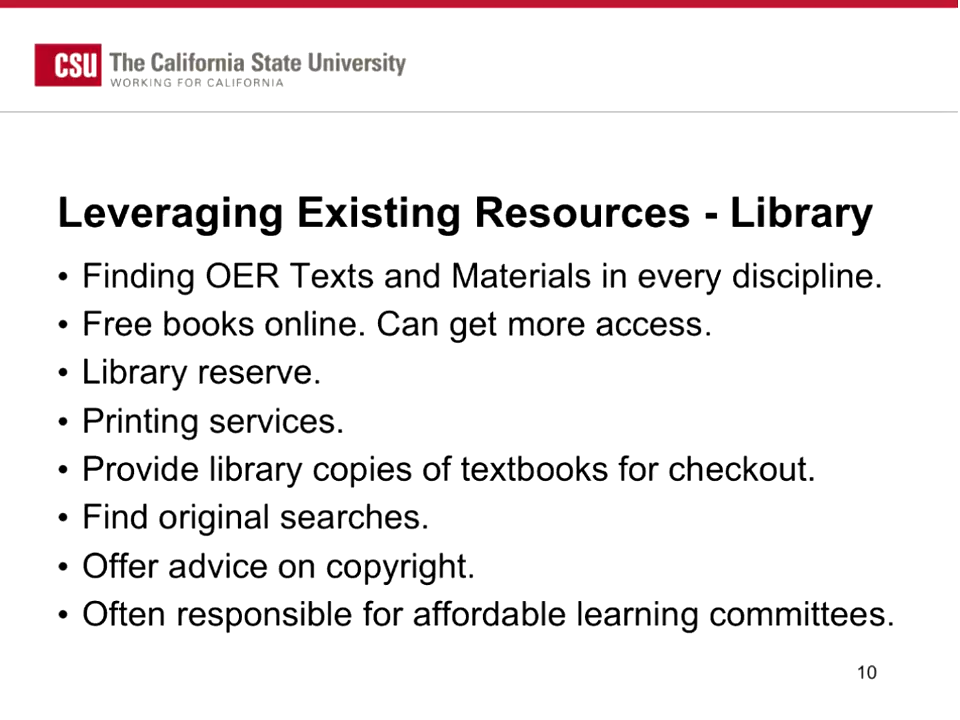 CSU The California State University
WORKING FOR CALIFORNIA
Leveraging Existing Resources - Library
• Finding OER Texts and Materials in every discipline.
• Free books online. Can get more access.
• Library reserve.
• Printing services.
• Provide library copies of textbooks for checkout.
• Find original searches.
• Offer advice on copyright.
• Often responsible for affordable learning committees.
10